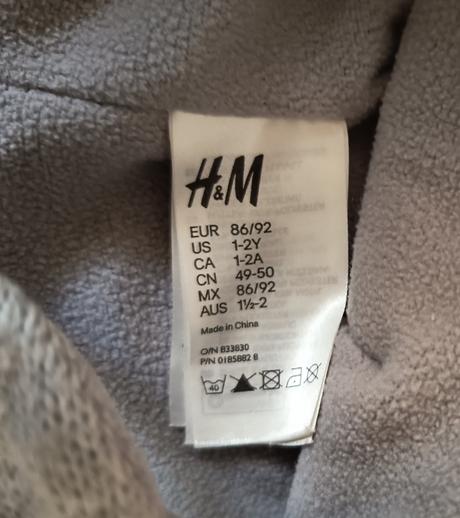 H&M
EUR 86/92
US 1-2Y
CA 1-2A
CN 49-50
MX 86/92
AUS 1½-2
Made in China
O/N 833830
P/N 0185882 8
40